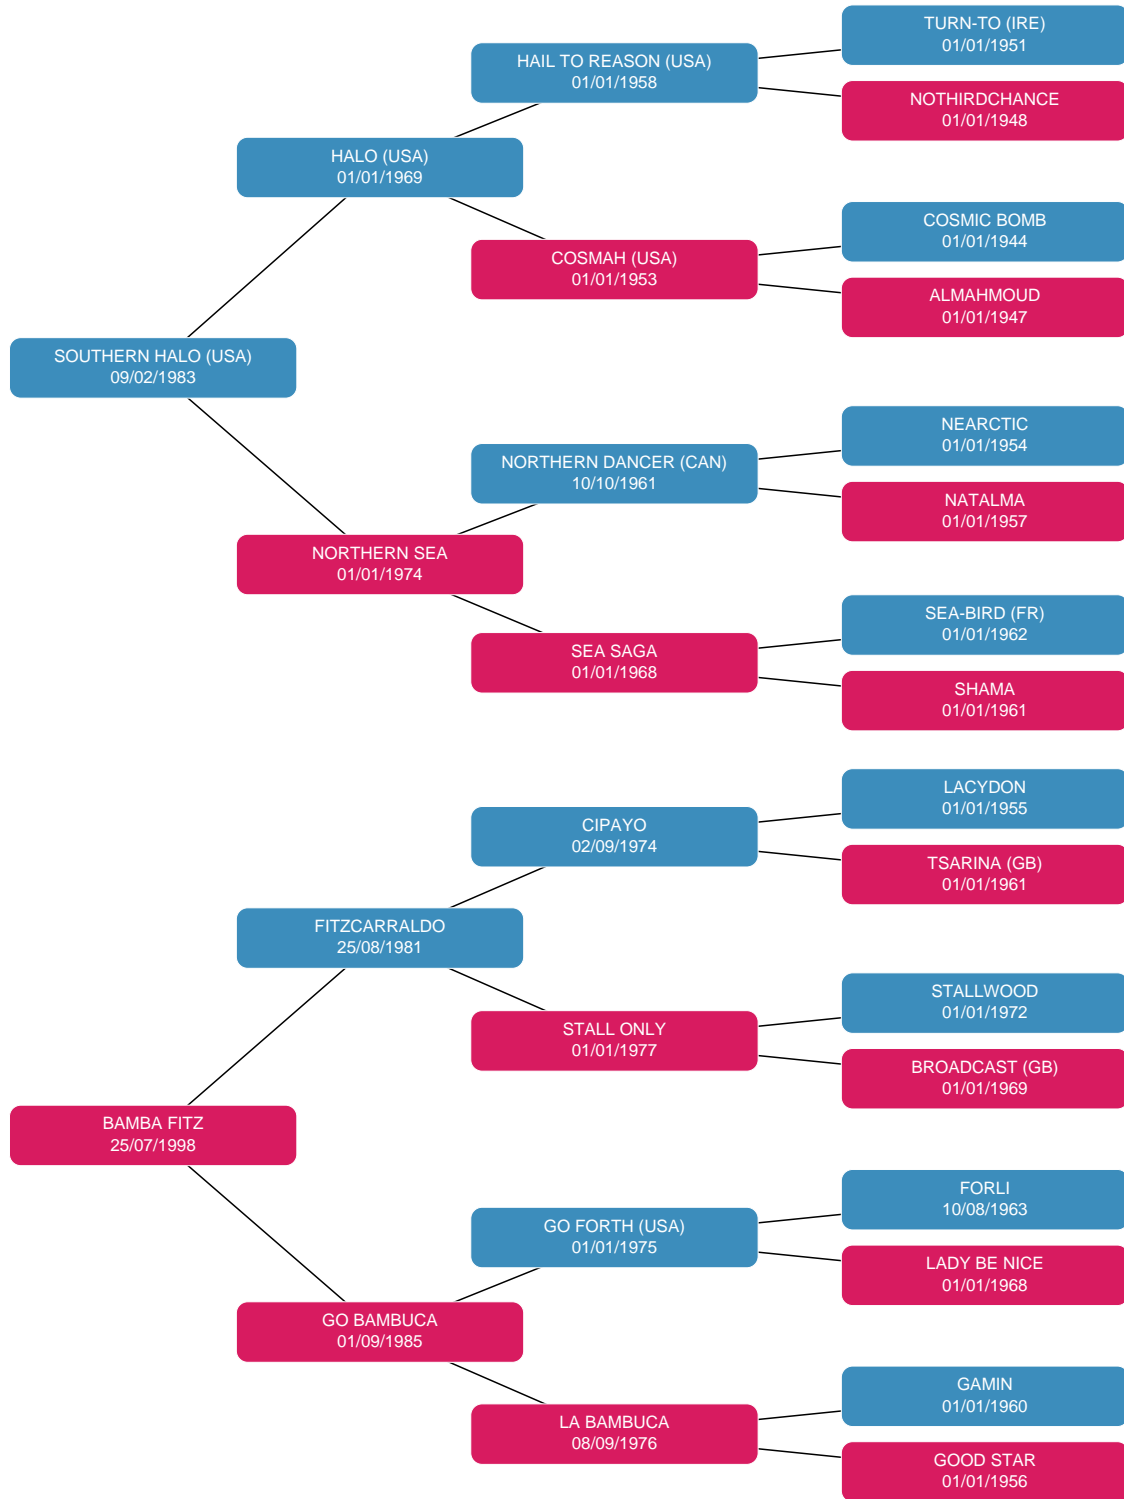 TURN-TO (IRE)
01/01/1951
HAIL TO REASON (USA)
01/01/1958
NOTHIRDCHANCE
01/01/1948
HALO (USA)
01/01/1969
COSMIC BOMB
01/01/1944
COSMAH (USA)
01/01/1953
ALMAHMOUD
01/01/1947
SOUTHERN HALO (USA)
09/02/1983
NEARCTIC
01/01/1954
NORTHERN DANCER (CAN)
10/10/1961
NATALMA
01/01/1957
NORTHERN SEA
01/01/1974
SEA-BIRD (FR)
01/01/1962
SEA SAGA
01/01/1968
SHAMA
01/01/1961
LACYDON
01/01/1955
CIPAYO
02/09/1974
TSARINA (GB)
01/01/1961
FITZCARRALDO
25/08/1981
STALLWOOD
01/01/1972
STALL ONLY
01/01/1977
BROADCAST (GB)
01/01/1969
BAMBA FITZ
25/07/1998
FORLI
10/08/1963
GO FORTH (USA)
01/01/1975
LADY BE NICE
01/01/1968
GO BAMBUCA
01/09/1985
GAMIN
01/01/1960
LA BAMBUCA
08/09/1976
GOOD STAR
01/01/1956